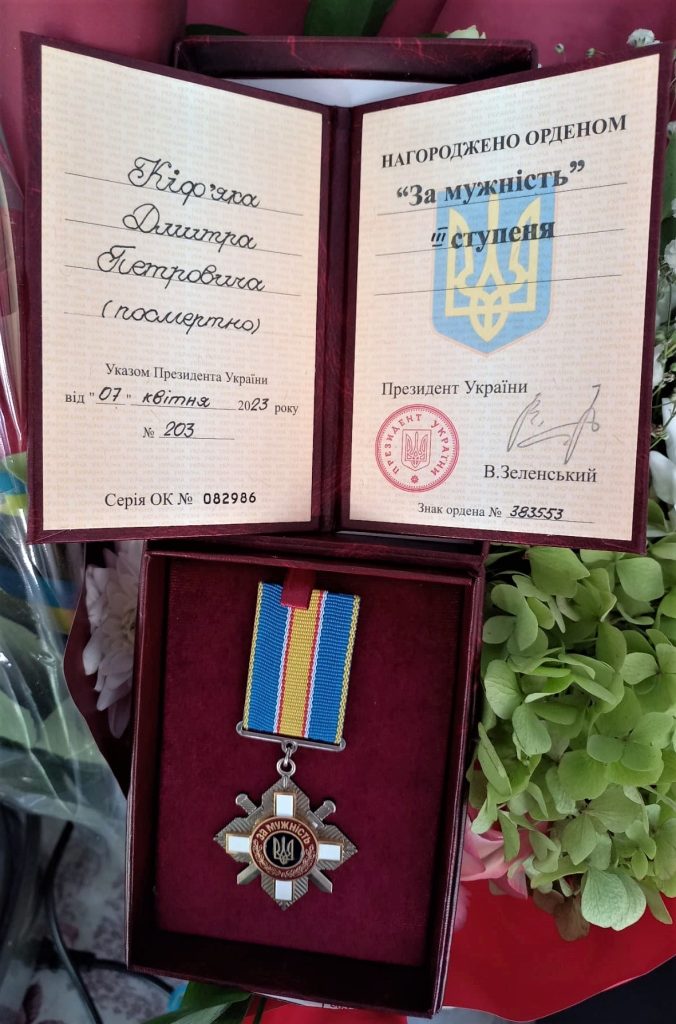 Кіф'яка
Дмитра
Петровича
(посмертно)
Указом Президента України
від "07" квітня 2023 року
№ 203
Серія ОК № 082986
НАГОРОДЖЕНО ОРДЕНОМ
“За мужність”
ІІІ ступеня
Президент України
ПРЕЗИДЕНТ УКРАЇНИ
В.Зеленський
Знак ордена № 383553
ЗА МУЖНІСТЬ